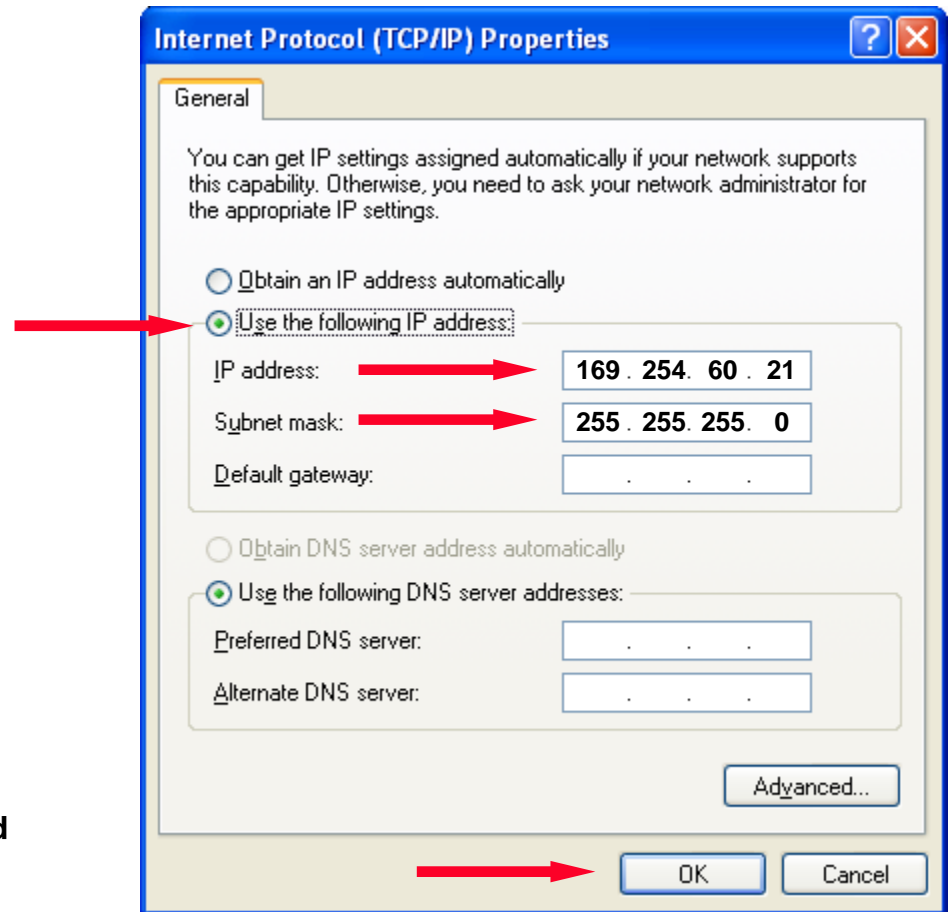 Internet Protocol (TCP/IP) Properties
General
You can get IP settings assigned automatically if your network supports
this capability. Otherwise, you need to ask your network administrator for
the appropriate IP settings.
Obtain an IP address automatically
Use the following IP address:
IP address: 169 . 254 . 60 . 21
Subnet mask: 255 . 255 . 255 . 0
Default gateway: . . .
Obtain DNS server address automatically
Use the following DNS server addresses:
Preferred DNS server: . . .
Alternate DNS server: . . .
Advanced...
OK Cancel